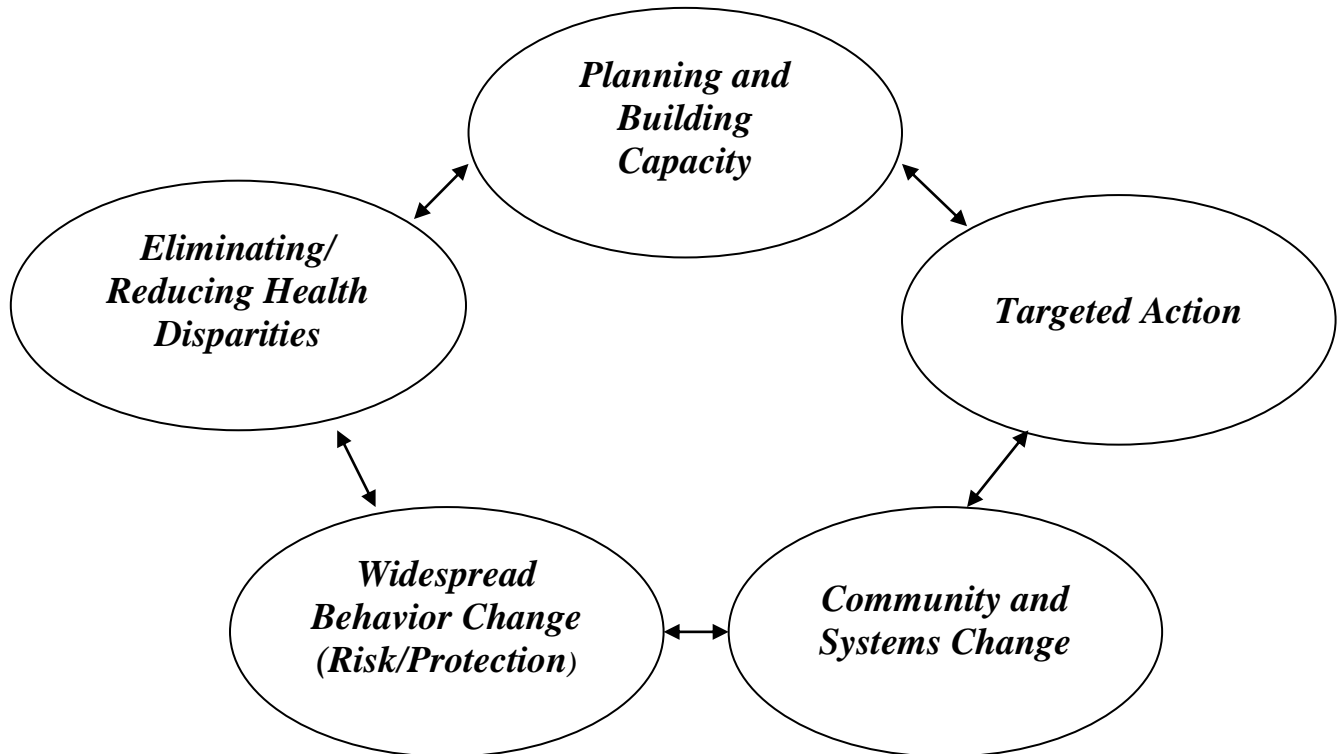 Planning and
Building
Capacity
Eliminating/
Reducing Health
Disparities
Targeted Action
Widespread
Behavior Change
(Risk/Protection)
Community and
Systems Change